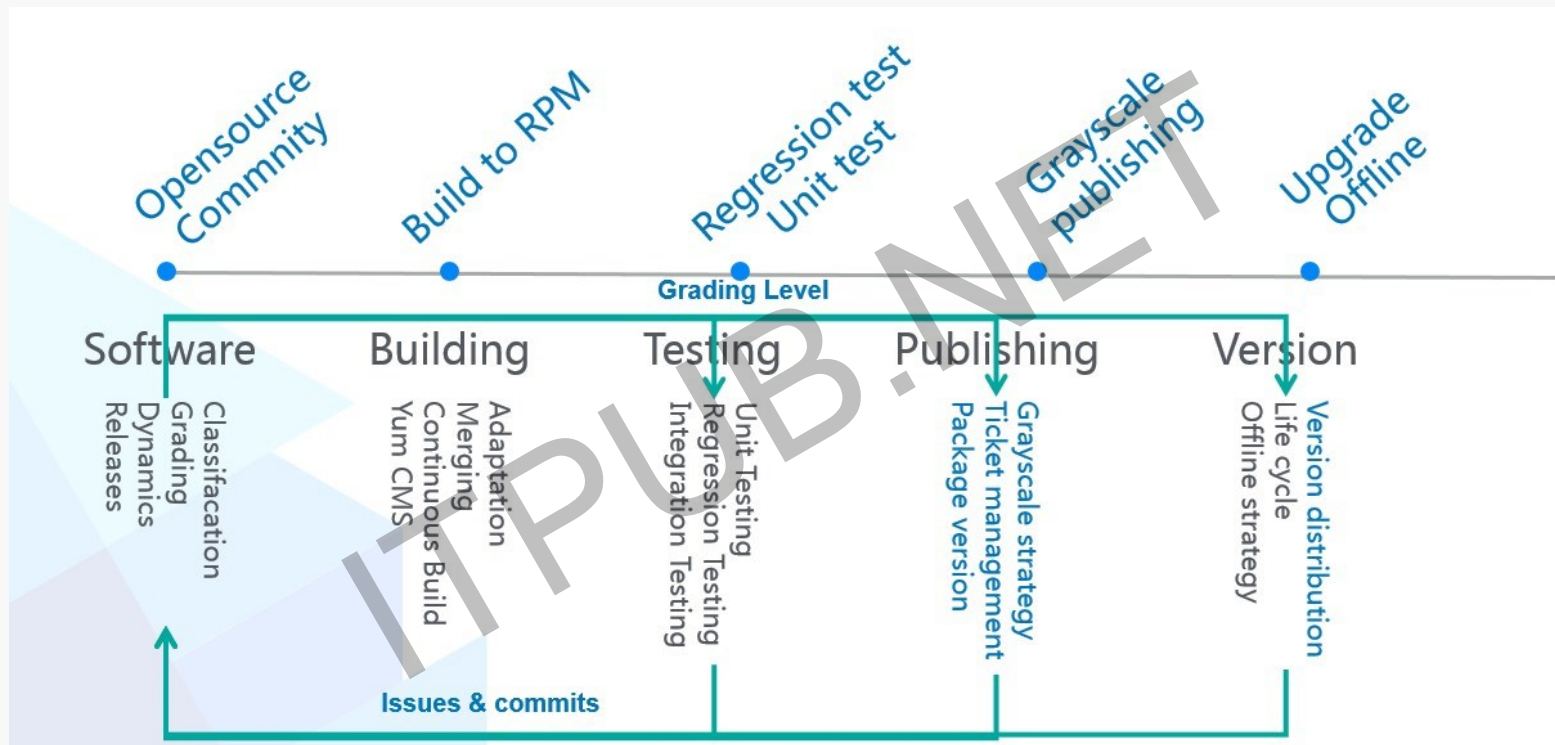 Opensource
Commnity
Build to RPM
Regression test
Unit test
Grayscale
publishing
Upgrade
Offline
Grading Level
Software
Building
Testing
Publishing
Version
Classifacation
Grading
Dynamics
Releases
Adaptation
Merging
Continuous Build
Yum CMS
Unit Testing
Regression Testing
Integration Testing
Grayscale strategy
Ticket management
Package version
Version distribution
Life cycle
Offline strategy
Issues & commits
ITPUB.NET